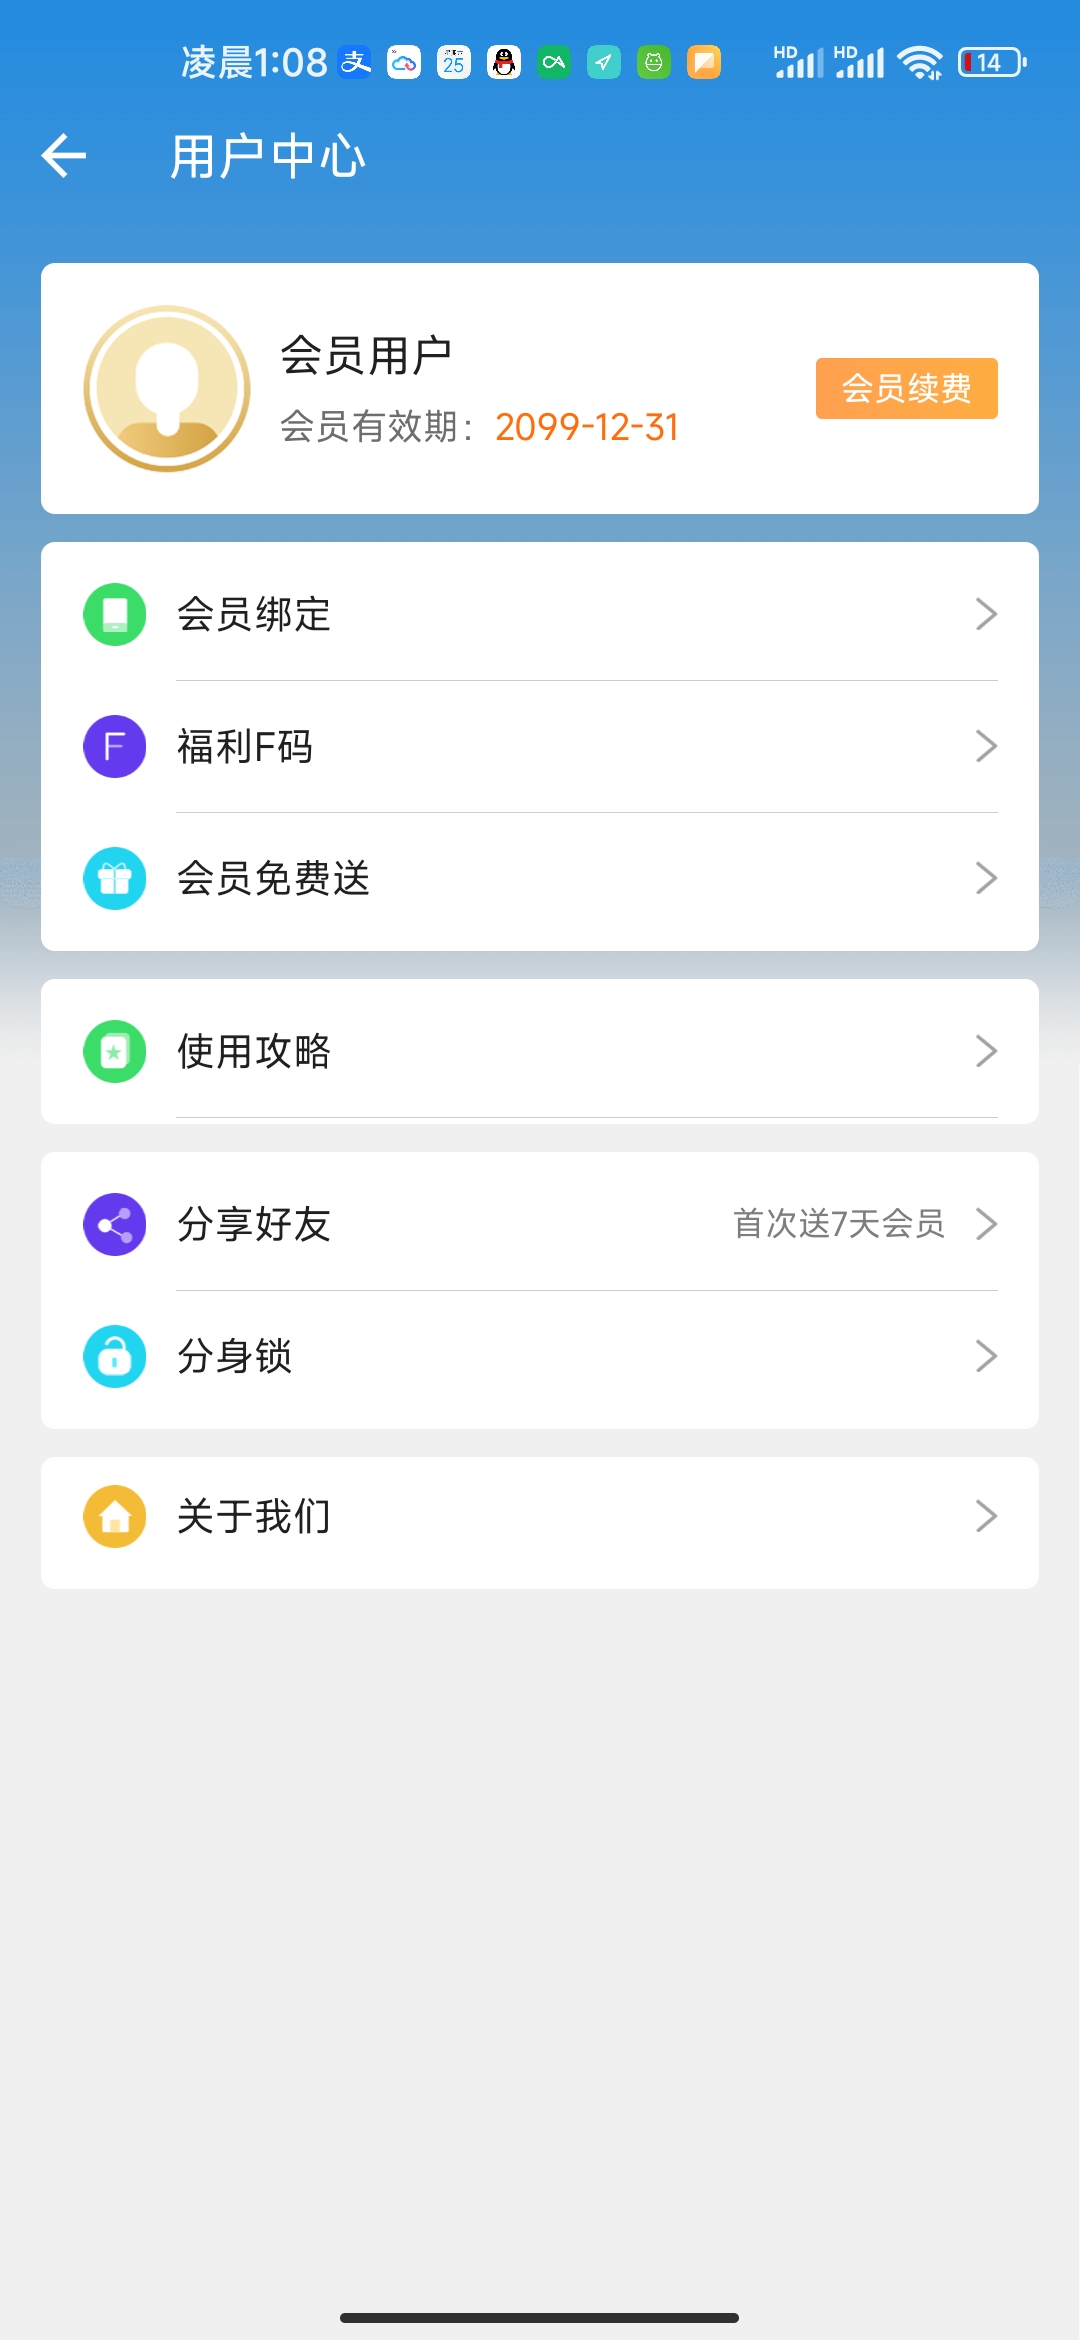 凌晨1:08 支 25 HD HD 14
用户中心
会员用户
会员有效期：2099-12-31
会员续费
会员绑定
F 福利F码
会员免费送
使用攻略
分享好友 首次送7天会员
分身锁
关于我们